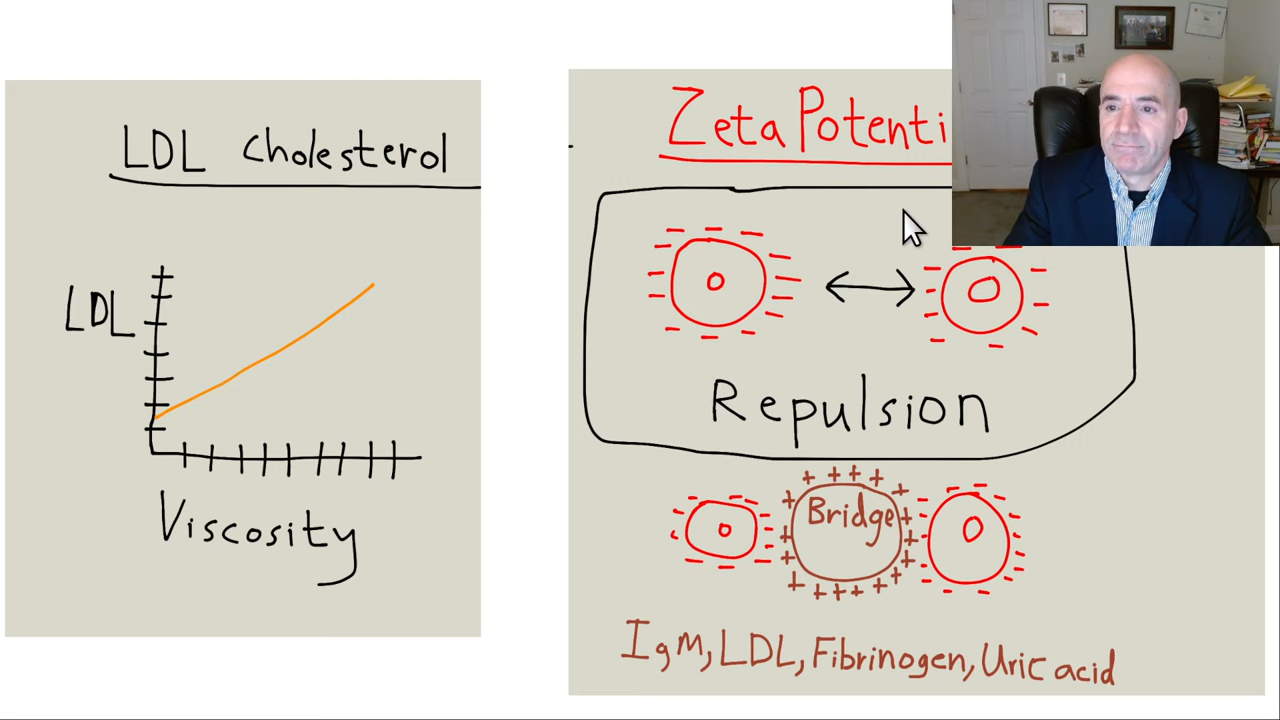 LDL Cholesterol
LDL
Viscosity
Zeta Potenti
Repulsion
Bridge
IgM, LDL, Fibrinogen, Uric acid